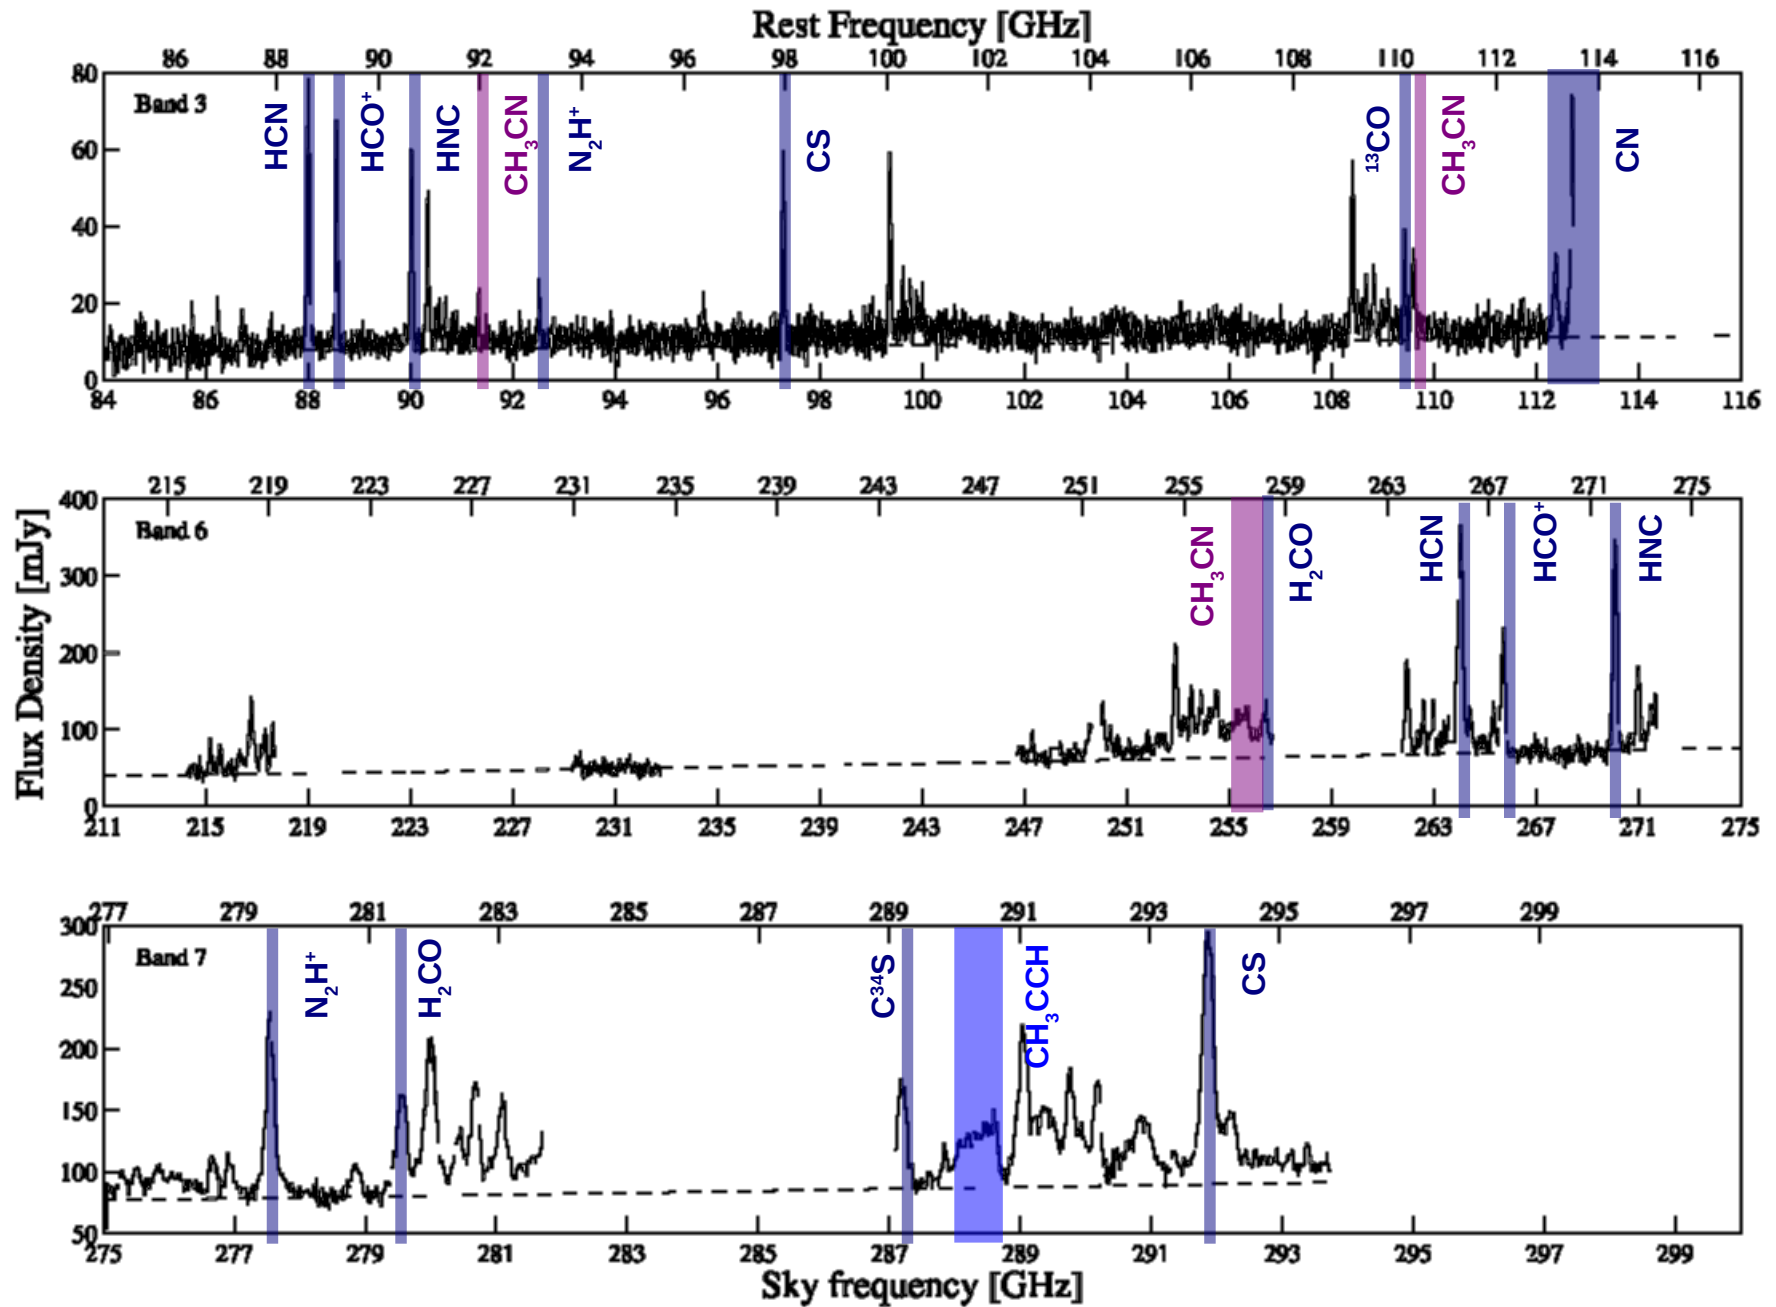 Rest Frequency [GHz]
86 88 90 92 94 96 98 100 102 104 106 108 110 112 114 116
80
60
40
20
0
Band 3
HCN
HCO⁺
HNC
CH₃CN
N₂H⁺
CS
¹³CO
CH₃CN
CN
84 86 88 90 92 94 96 98 100 102 104 106 108 110 112 114 116
215 219 223 227 231 235 239 243 247 251 255 259 263 267 271 275
400
300
200
100
0
Band 6
CH₃CN
H₂CO
HCN
HCO⁺
HNC
Flux Density [mJy]
211 215 219 223 227 231 235 239 243 247 251 255 259 263 267 271 275
277 279 281 283 285 287 289 291 293 295 297 299
300
250
200
150
100
50
Band 7
N₂H⁺
H₂CO
C³⁴S
CH₃CCH
CS
275 277 279 281 283 285 287 289 291 293 295 297 299
Sky frequency [GHz]